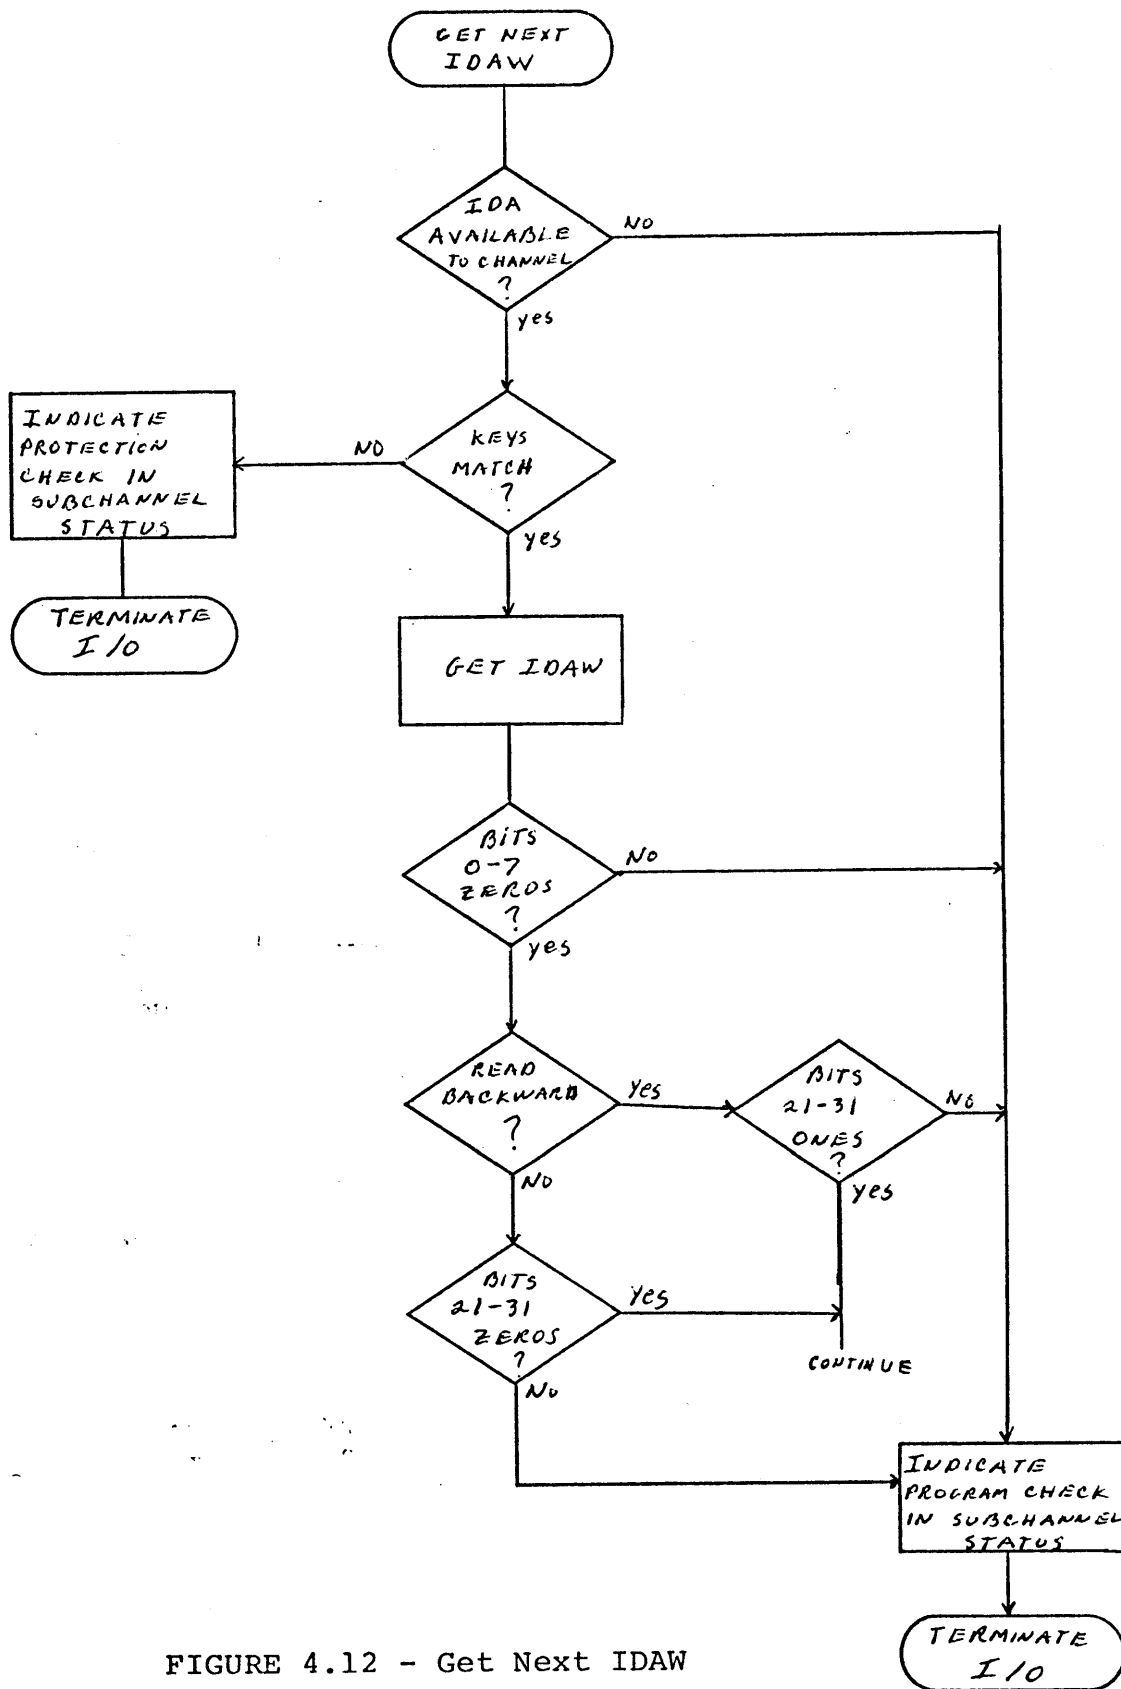 GET NEXT
IDAW
IDA
AVAILABLE
TO CHANNEL
?
NO
yes
INDICATE
PROTECTION
CHECK IN
SUBCHANNEL
STATUS
NO
KEYS
MATCH
?
yes
TERMINATE
I/O
GET IDAW
BITS
0-7
ZEROS
?
NO
yes
READ
BACKWARD
?
Yes
NO
BITS
21-31
ONES
?
NO
yes
BITS
21-31
ZEROS
?
Yes
NO
CONTINUE
INDICATE
PROGRAM CHECK
IN SUBCHANNEL
STATUS
TERMINATE
I/O
FIGURE 4.12 - Get Next IDAW